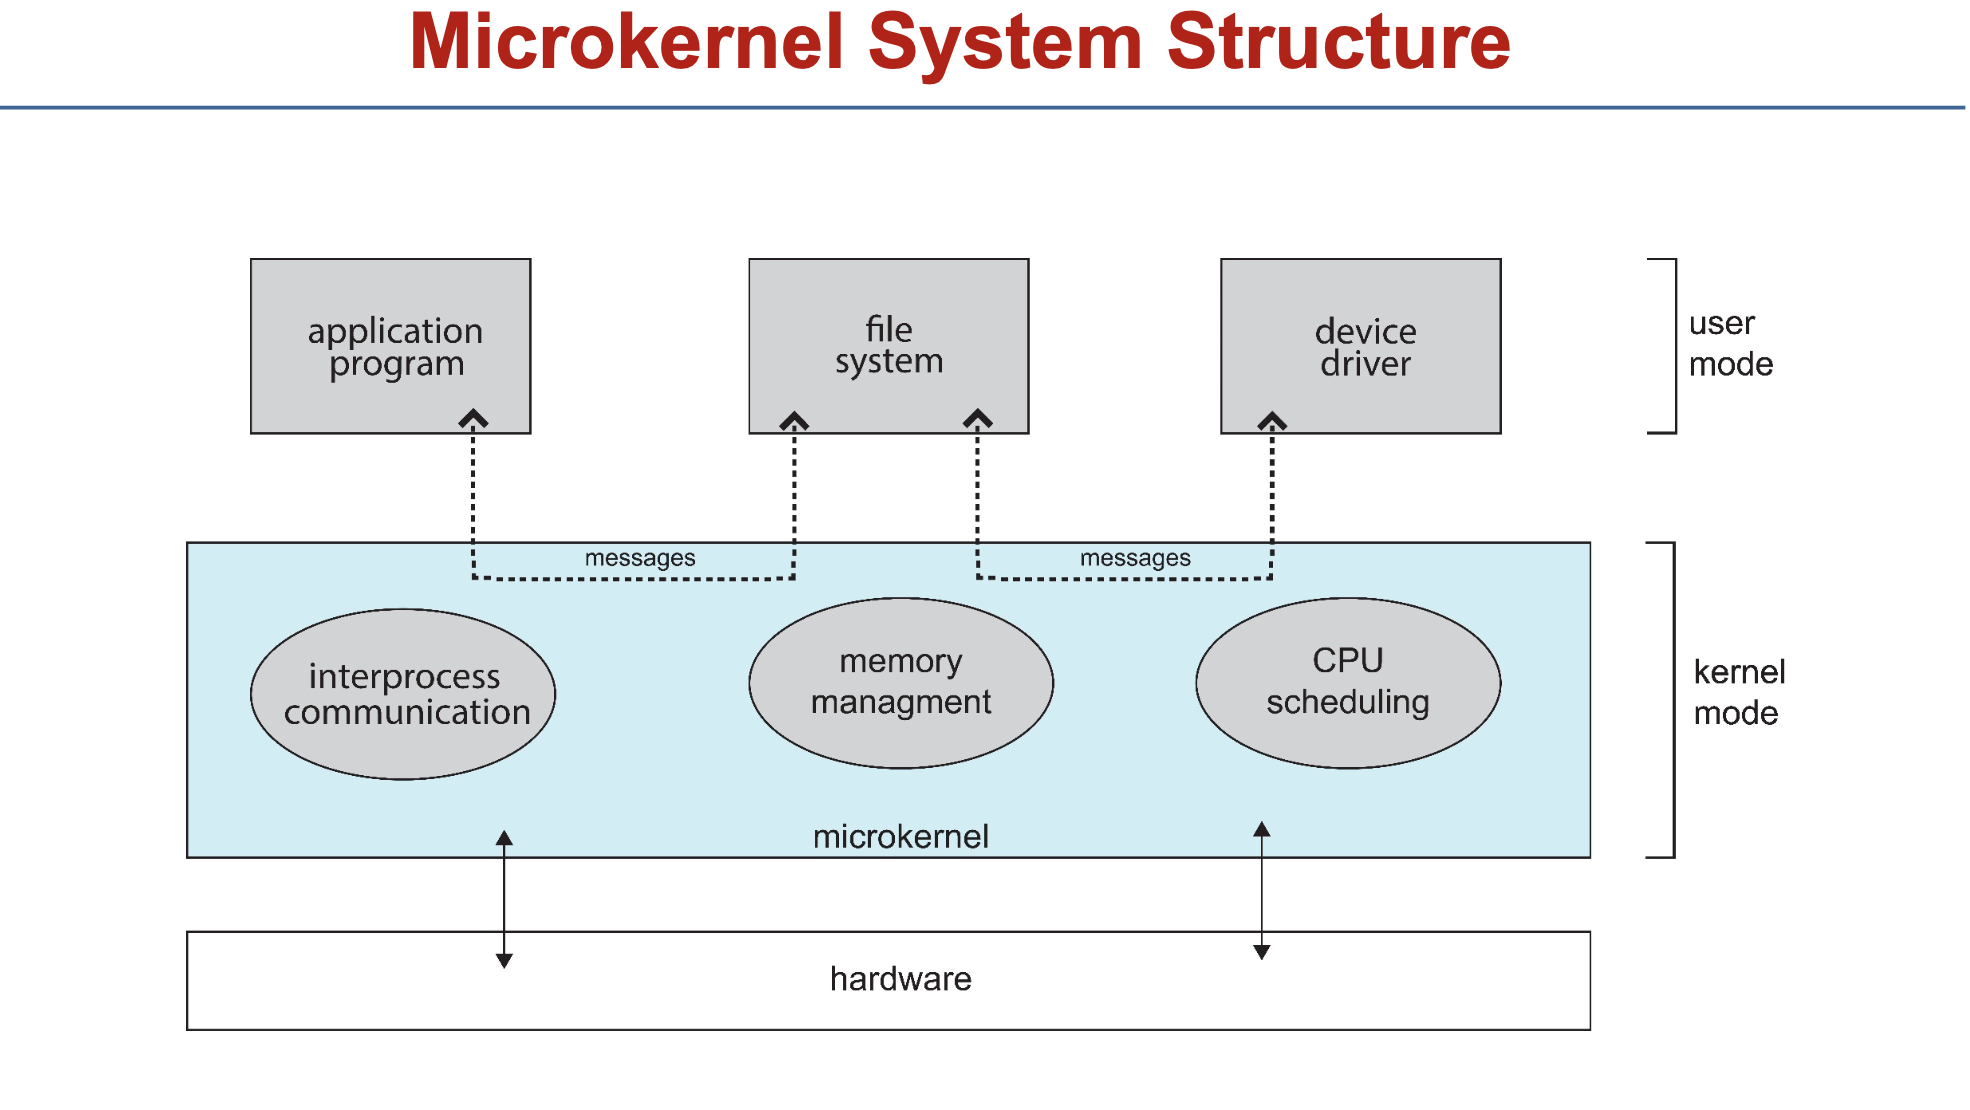 Microkernel System Structure
application
program
file
system
device
driver
user
mode
messages
messages
interprocess
communication
memory
managment
CPU
scheduling
kernel
mode
microkernel
hardware